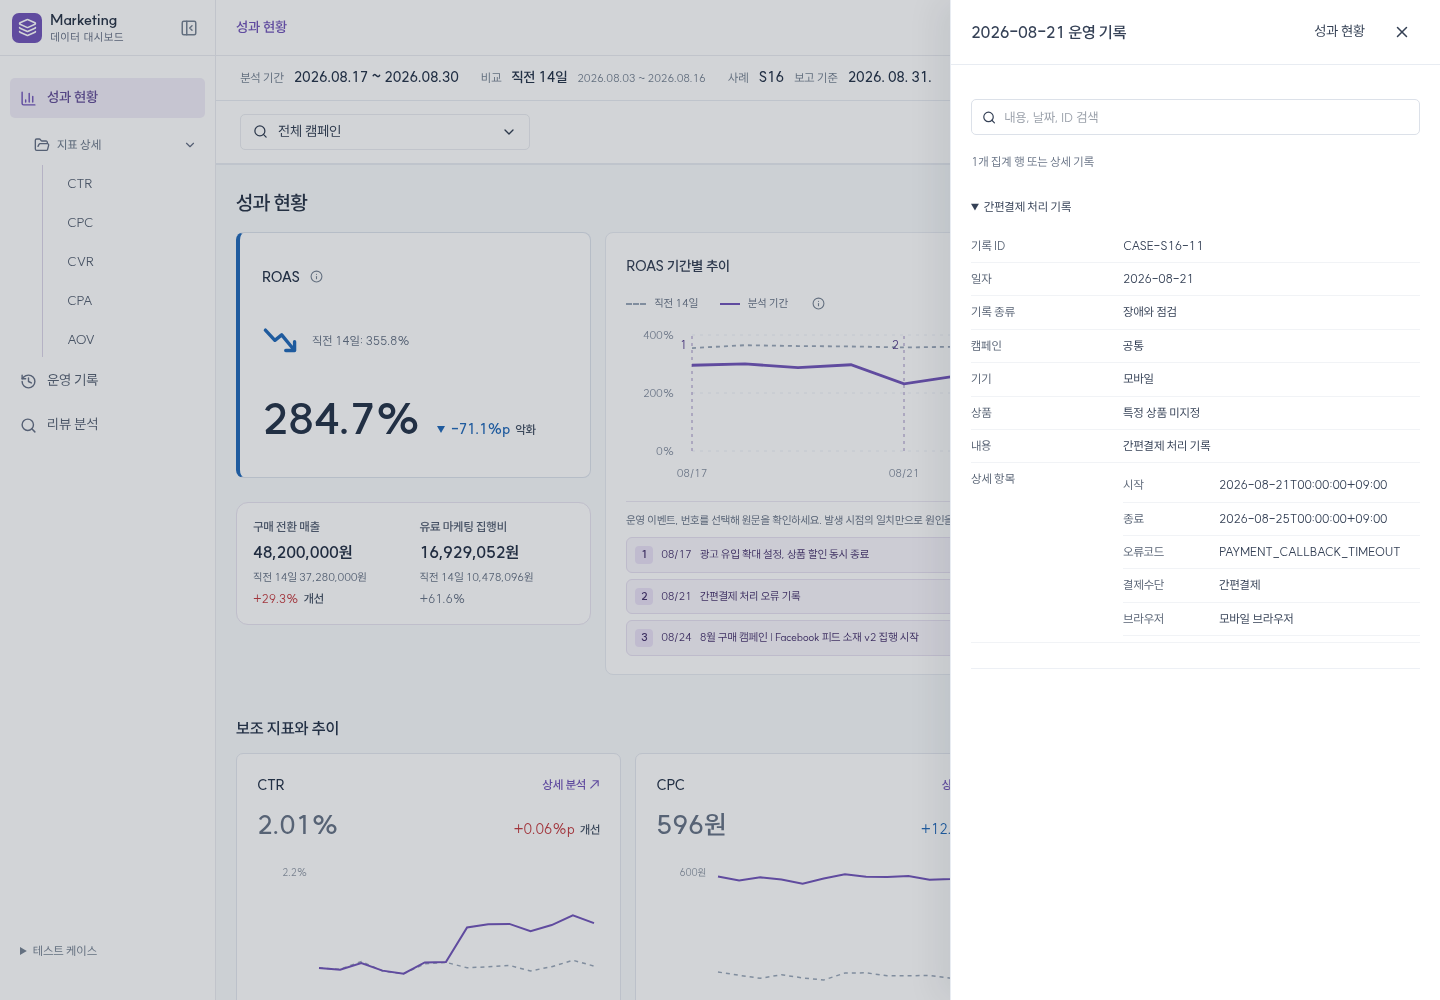 Marketing
데이터 대시보드
성과 현황
지표 상세
CTR
CPC
CVR
CPA
AOV
운영 기록
리뷰 분석
테스트 케이스
성과 현황
분석 기간 2026.08.17 ~ 2026.08.30 비교 직전 14일 2026.08.03 ~ 2026.08.16 사례 S16 보고 기준 2026. 08. 31.
전체 캠페인
성과 현황
ROAS
직전 14일: 355.8%
284.7% ▼ -71.1%p 악화
구매 전환 매출
48,200,000원
직전 14일 37,280,000원
+29.3% 개선
유료 마케팅 집행비
16,929,052원
직전 14일 10,478,096원
+61.6%
ROAS 기간별 추이
직전 14일 분석 기간
400%
200%
0%
1
2
08/17
08/21
운영 이벤트, 번호를 선택해 원문을 확인하세요. 발생 시점의 일치만으로 원인을
1 08/17 광고 유입 확대 설정, 상품 할인 동시 종료
2 08/21 간편결제 처리 오류 기록
3 08/24 8월 구매 캠페인 | Facebook 피드 소재 v2 집행 시작
보조 지표와 추이
CTR 상세 분석
2.01% +0.06%p 개선
2.2%
CPC
596원 +12.
600원
2026-08-21 운영 기록 성과 현황
내용, 날짜, ID 검색
1개 집계 행 또는 상세 기록
▼ 간편결제 처리 기록
기록 ID CASE-S16-11
일자 2026-08-21
기록 종류 장애와 점검
캠페인 공통
기기 모바일
상품 특정 상품 미지정
내용 간편결제 처리 기록
상세 항목
시작 2026-08-21T00:00:00+09:00
종료 2026-08-25T00:00:00+09:00
오류코드 PAYMENT_CALLBACK_TIMEOUT
결제수단 간편결제
브라우저 모바일 브라우저